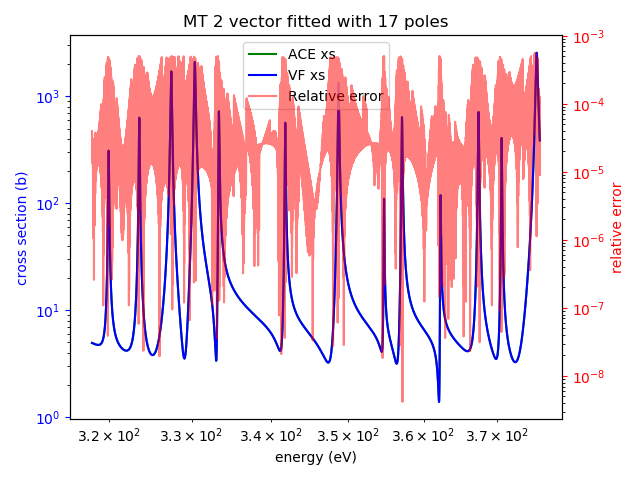 MT 2 vector fitted with 17 poles
ACE xs
VF xs
Relative error
cross section (b)
10³
10²
10¹
10⁰
relative error
10⁻³
10⁻⁴
10⁻⁵
10⁻⁶
10⁻⁷
10⁻⁸
3.2 × 10² 3.3 × 10² 3.4 × 10² 3.5 × 10² 3.6 × 10² 3.7 × 10²
energy (eV)